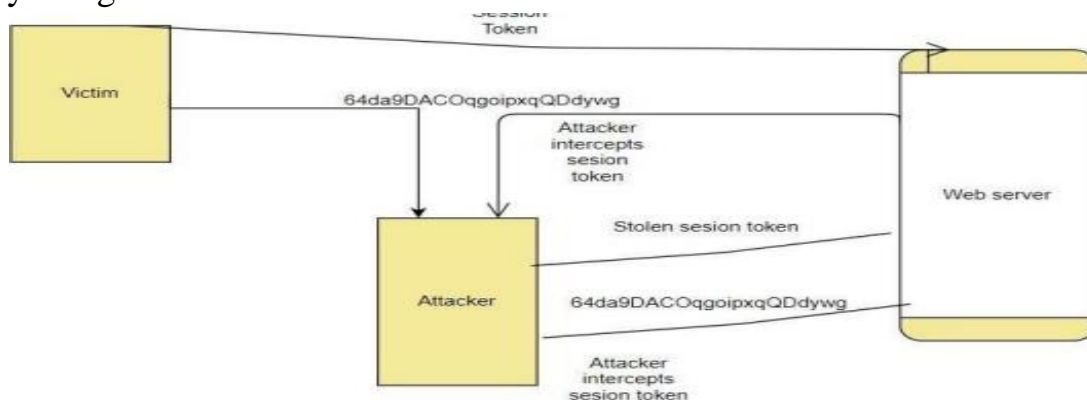 Session
Token
Victim
64da9DACOqgoipxqQDdywg
Attacker
intercepts
sesion
token
Web server
Stolen sesion token
Attacker
64da9DACOqgoipxqQDdywg
Attacker
intercepts
sesion token